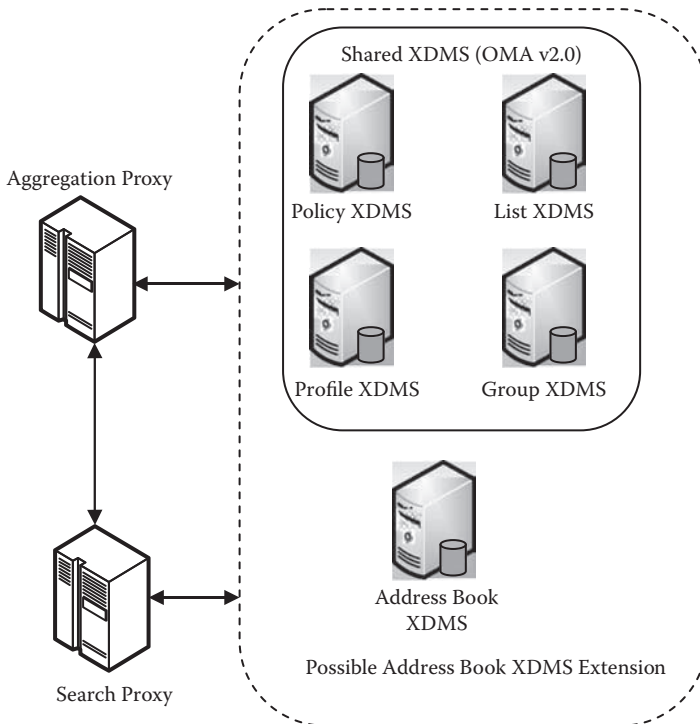 Shared XDMS (OMA v2.0)
Aggregation Proxy
Policy XDMS
List XDMS
Profile XDMS
Group XDMS
Address Book
XDMS
Possible Address Book XDMS Extension
Search Proxy